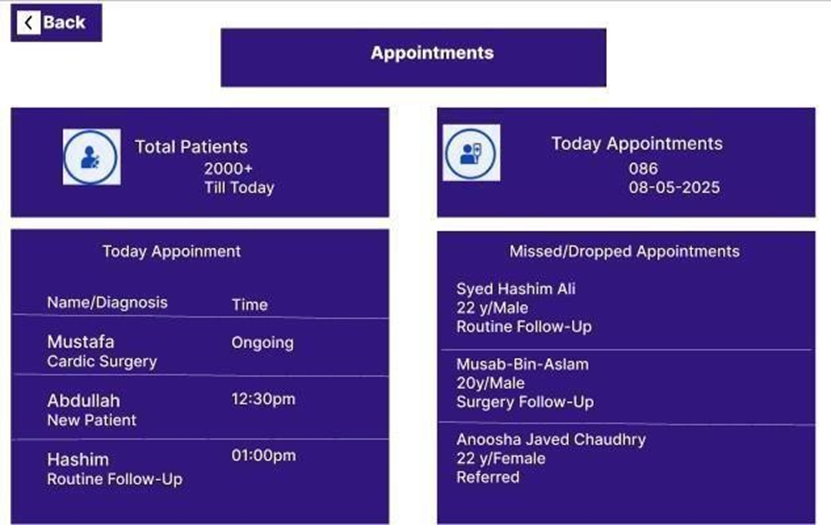 Back
Appointments
Total Patients
2000+
Till Today
Today Appointments
086
08-05-2025
Today Appoinment
Name/Diagnosis Time
Mustafa Ongoing
Cardic Surgery
Abdullah 12:30pm
New Patient
Hashim 01:00pm
Routine Follow-Up
Missed/Dropped Appointments
Syed Hashim Ali
22 y/Male
Routine Follow-Up
Musab-Bin-Aslam
20y/Male
Surgery Follow-Up
Anoosha Javed Chaudhry
22 y/Female
Referred